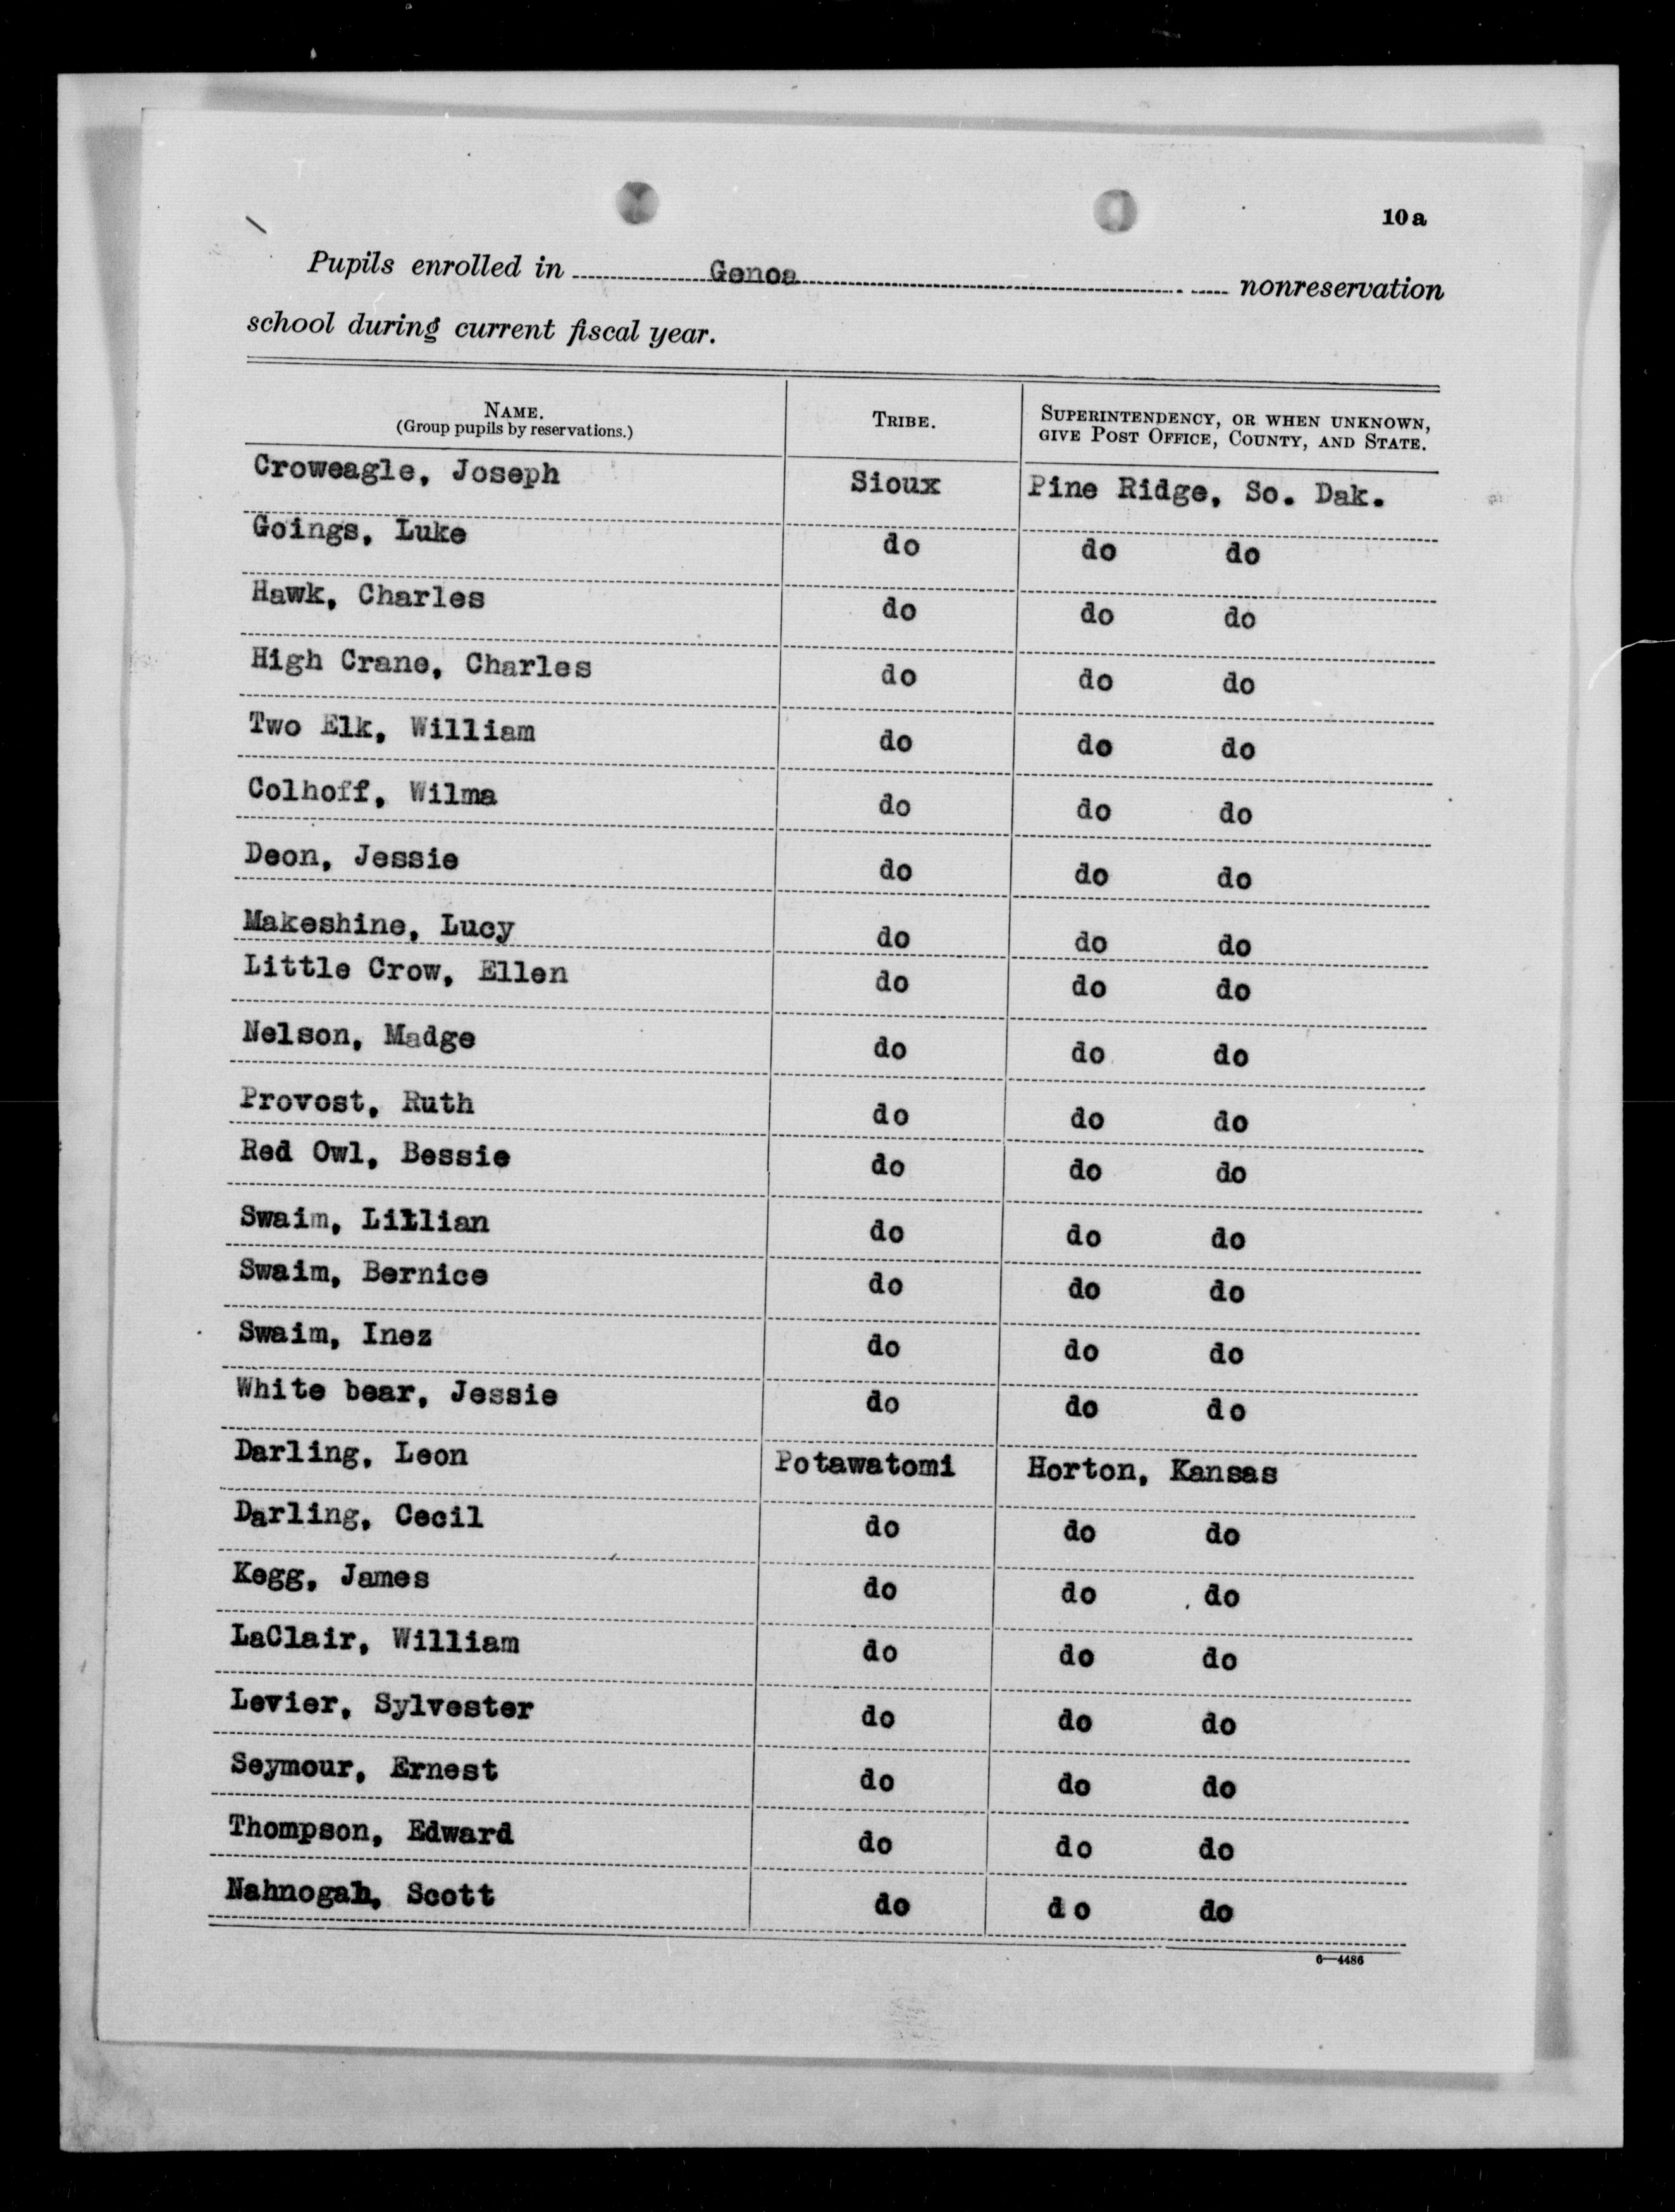 10a
Pupils enrolled in Genoa nonreservation
school during current fiscal year.
NAME. TRIBE. SUPERINTENDENCY, OR WHEN UNKNOWN,
(Group pupils by reservations.) GIVE POST OFFICE, COUNTY, AND STATE.
Croweagle, Joseph Sioux Pine Ridge, So. Dak.
Goings, Luke do do do
Hawk, Charles do do do
High Crane, Charles do do do
Two Elk, William do do do
Colhoff, Wilma do do do
Deon, Jessie do do do
Makeshine, Lucy do do do
Little Crow, Ellen do do do
Nelson, Madge do do do
Provost, Ruth do do do
Red Owl, Bessie do do do
Swaim, Lillian do do do
Swaim, Bernice do do do
Swaim, Inez do do do
White bear, Jessie do do do
Darling, Leon Potawatomi Horton, Kansas
Darling, Cecil do do do
Kegg, James do do do
LaClair, William do do do
Levier, Sylvester do do do
Seymour, Ernest do do do
Thompson, Edward do do do
Nahnogah, Scott do do do
6—4486